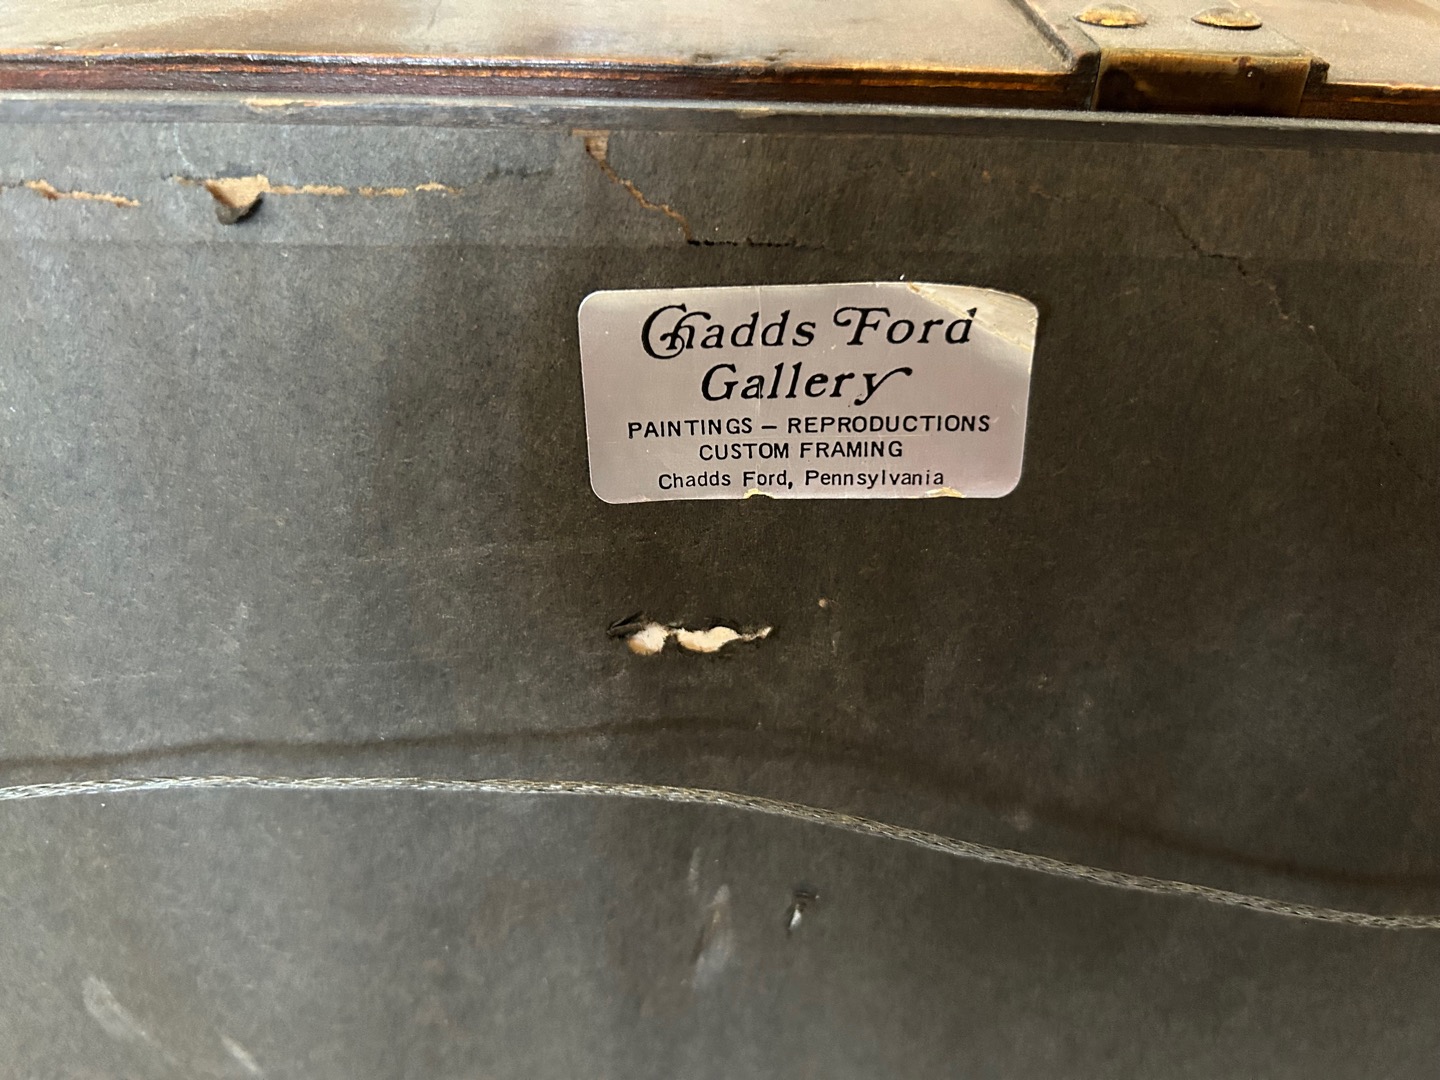 Chadds Ford
Gallery
PAINTINGS – REPRODUCTIONS
CUSTOM FRAMING
Chadds Ford, Pennsylvania